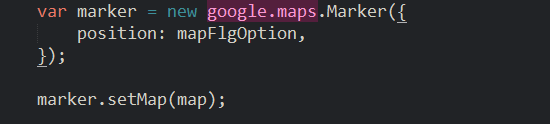 var marker = new google.maps.Marker({
    position: mapFlgOption,
});
marker.setMap(map);